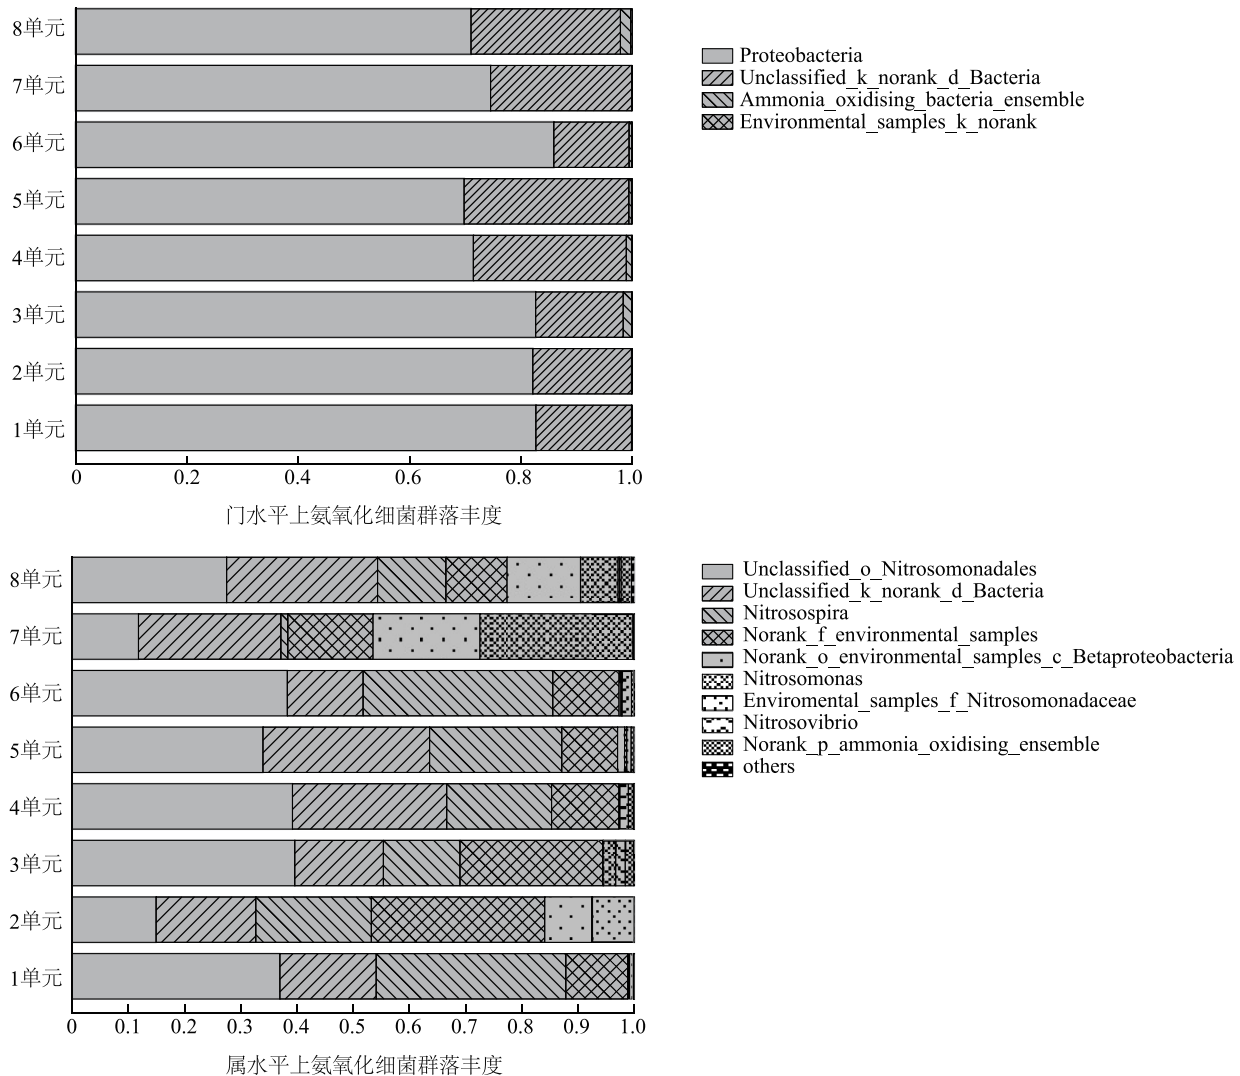 8单元
7单元
6单元
5单元
4单元
3单元
2单元
1单元
0 0.2 0.4 0.6 0.8 1.0
门水平上氨氧化细菌群落丰度
Proteobacteria
Unclassified_k_norank_d_Bacteria
Ammonia_oxidising_bacteria_ensemble
Environmental_samples_k_norank
8单元
7单元
6单元
5单元
4单元
3单元
2单元
1单元
0 0.1 0.2 0.3 0.4 0.5 0.6 0.7 0.8 0.9 1.0
属水平上氨氧化细菌群落丰度
Unclassified_o_Nitrosomonadales
Unclassified_k_norank_d_Bacteria
Nitrosospira
Norank_f_environmental_samples
Norank_o_environmental_samples_c_Betaproteobacteria
Nitrosomonas
Enviromental_samples_f_Nitrosomonadaceae
Nitrosovibrio
Norank_p_ammonia_oxidising_ensemble
others